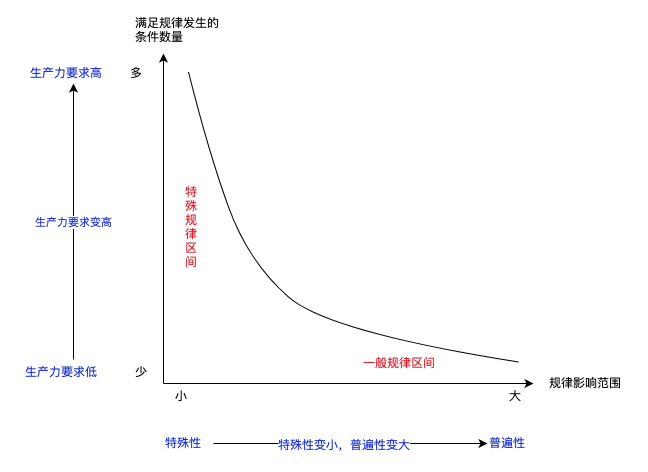 满足规律发生的
条件数量
生产力要求高
多
特殊规律区间
生产力要求变高
一般规律区间
生产力要求低
少
规律影响范围
小
大
特殊性
特殊性变小，普遍性变大
普遍性